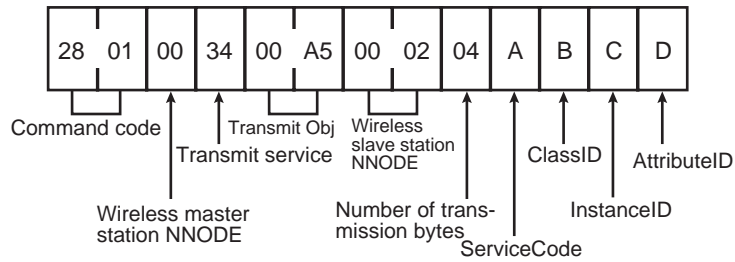 28 01 00 34 00 A5 00 02 04 A B C D
Command code
Transmit Obj
Wireless
slave station
NNODE
Transmit service
ClassID
AttributeID
Wireless master
station NNODE
Number of trans-
mission bytes
InstanceID
ServiceCode